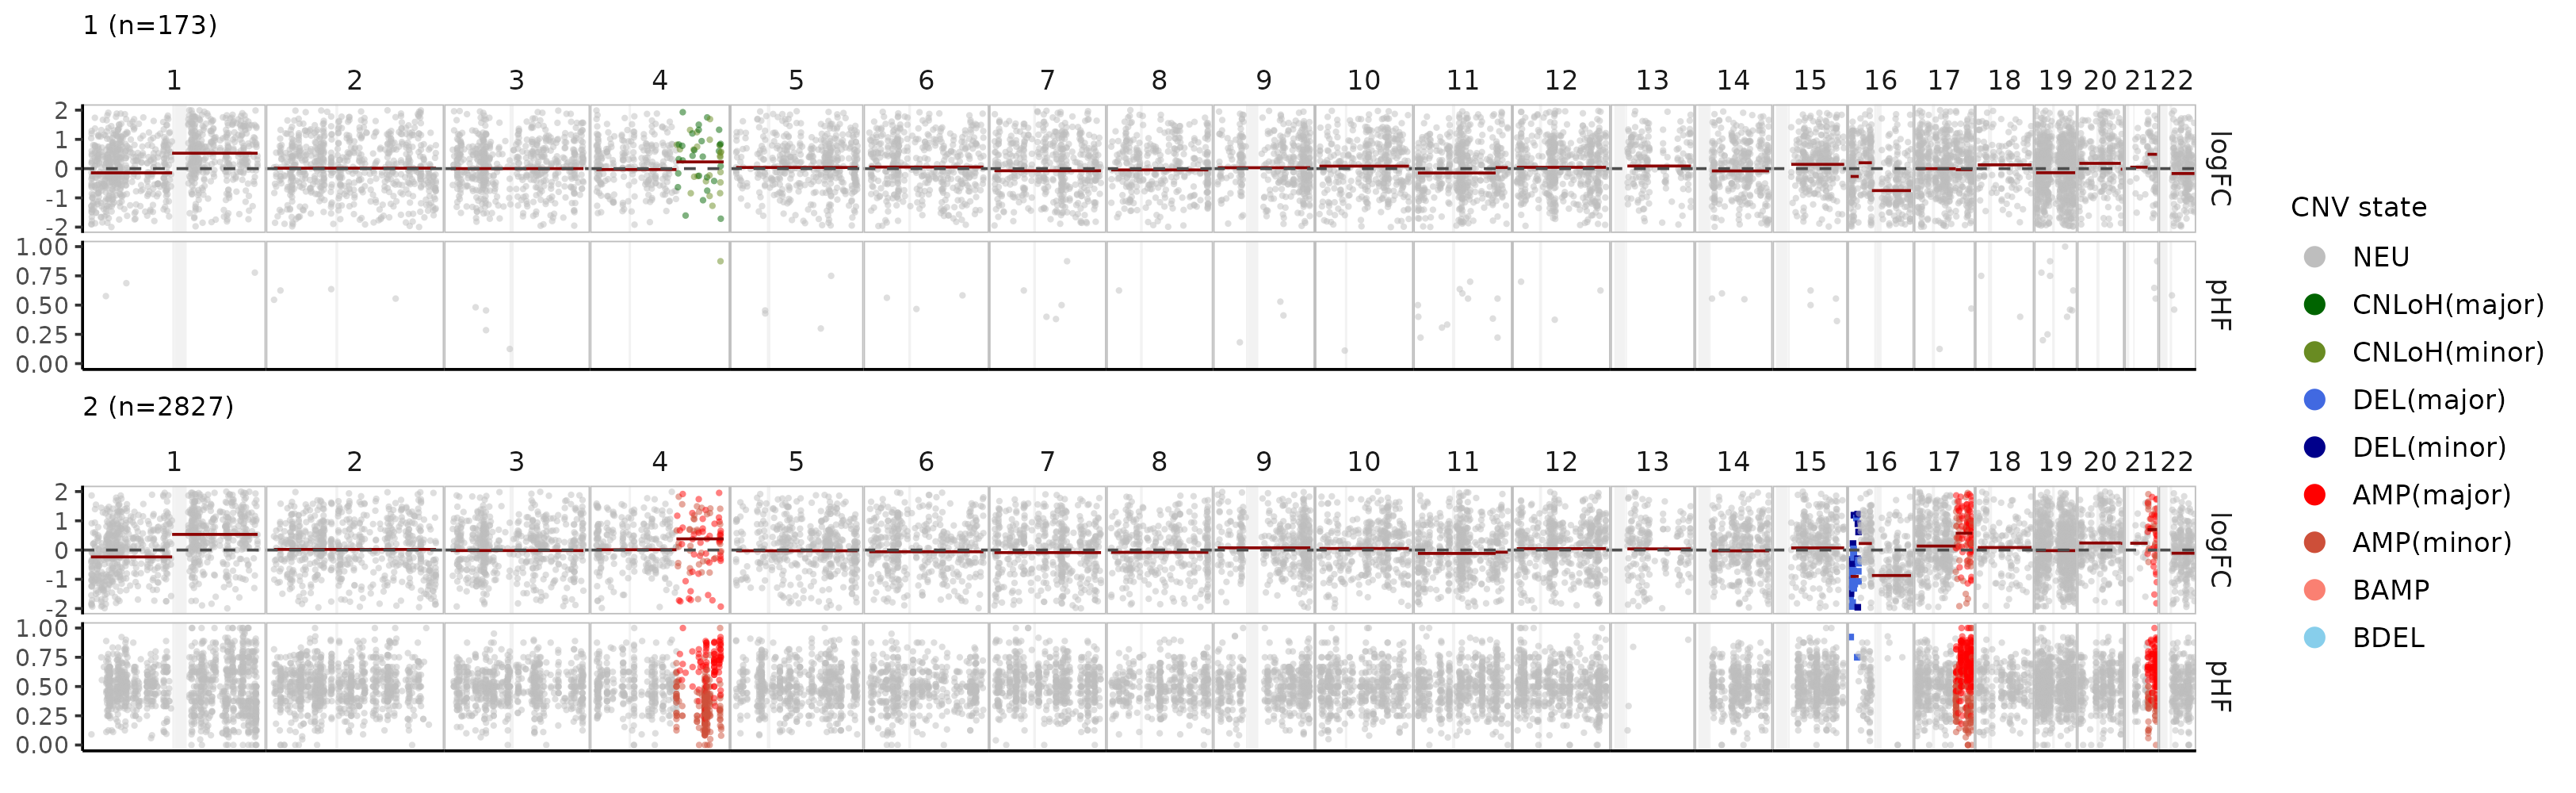 1 (n=173)
1 2 3 4 5 6 7 8 9 10 11 12 13 14 15 16 17 18 19 20 21 22
2
1
0
-1
-2
logFC
1.00
0.75
0.50
0.25
0.00
pHF
2 (n=2827)
1 2 3 4 5 6 7 8 9 10 11 12 13 14 15 16 17 18 19 20 21 22
2
1
0
-1
-2
logFC
1.00
0.75
0.50
0.25
0.00
pHF
CNV state
NEU
CNLoH(major)
CNLoH(minor)
DEL(major)
DEL(minor)
AMP(major)
AMP(minor)
BAMP
BDEL